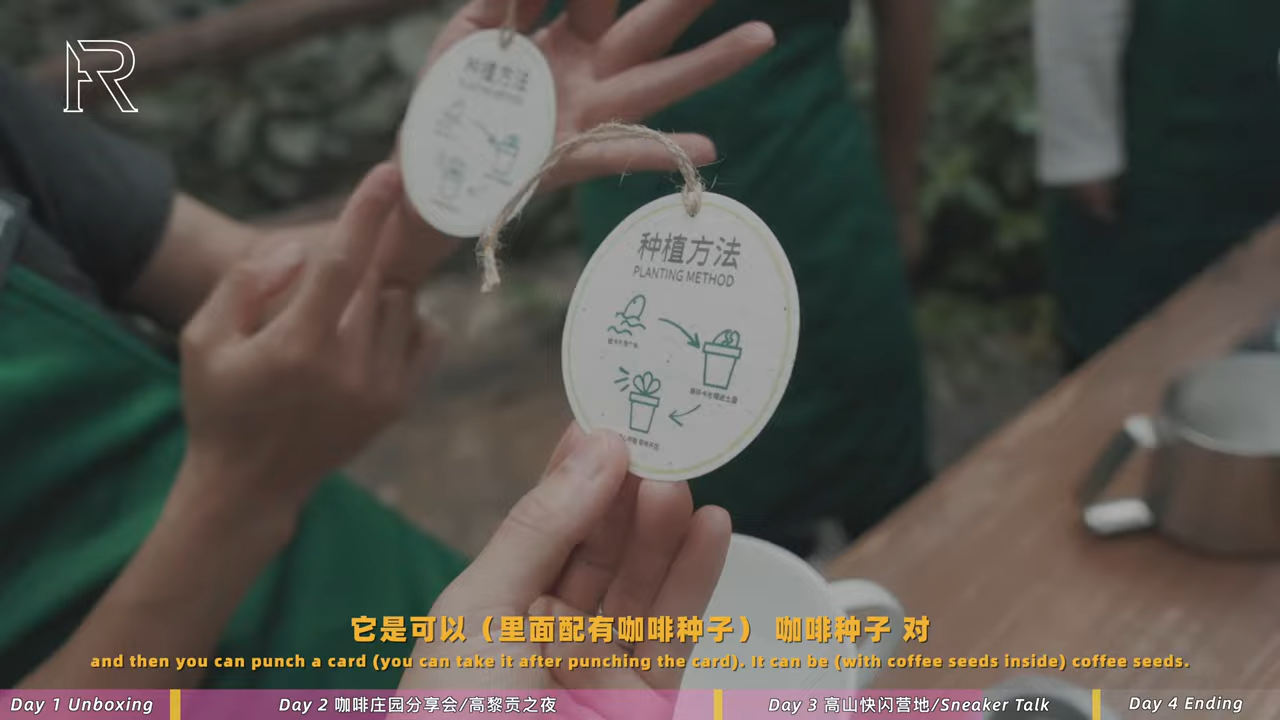 种植方法
种植方法
PLANTING METHOD
它是可以（里面配有咖啡种子） 咖啡种子 对
and then you can punch a card (you can take it after punching the card). It can be (with coffee seeds inside) coffee seeds.
Day 1 Unboxing
Day 2 咖啡庄园分享会/高黎贡之夜
Day 3 高山快闪营地/Sneaker Talk
Day 4 Ending